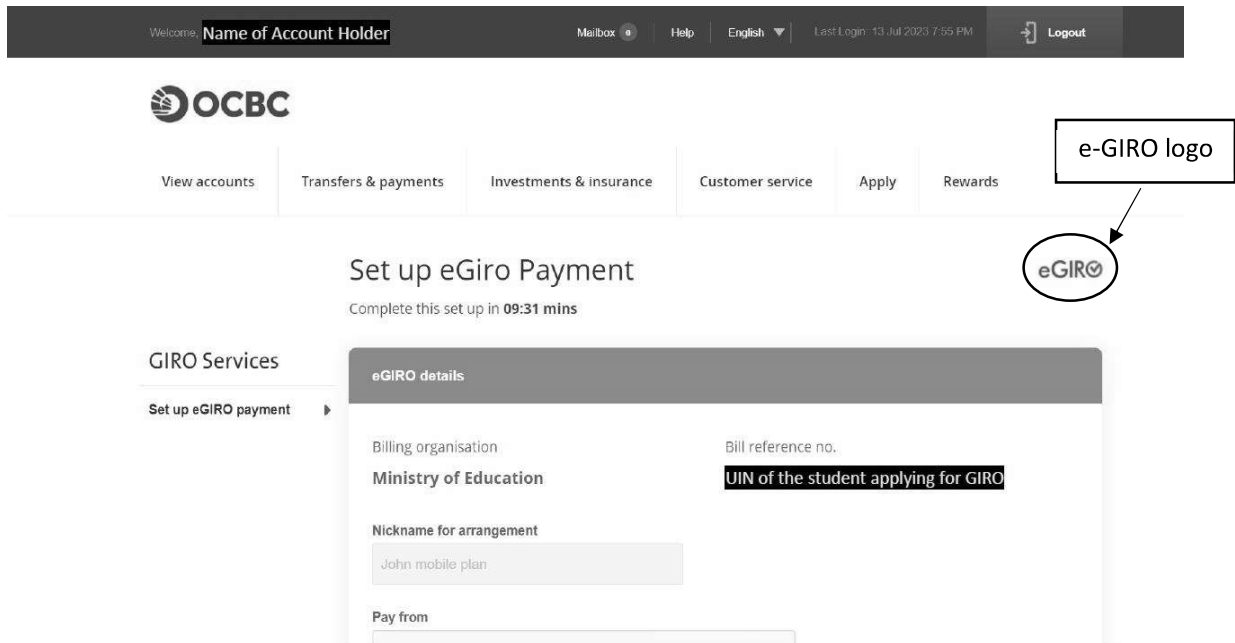 Welcome, Name of Account Holder Mailbox Help English Last Login: 13 Jul 2023 7:55 PM Logout
OCBC
e-GIRO logo
View accounts Transfers & payments Investments & insurance Customer service Apply Rewards
Set up eGiro Payment
eGIRO
Complete this set up in 09:31 mins
GIRO Services
eGIRO details
Set up eGIRO payment
Billing organisation Bill reference no.
Ministry of Education UIN of the student applying for GIRO
Nickname for arrangement
John mobile plan
Pay from